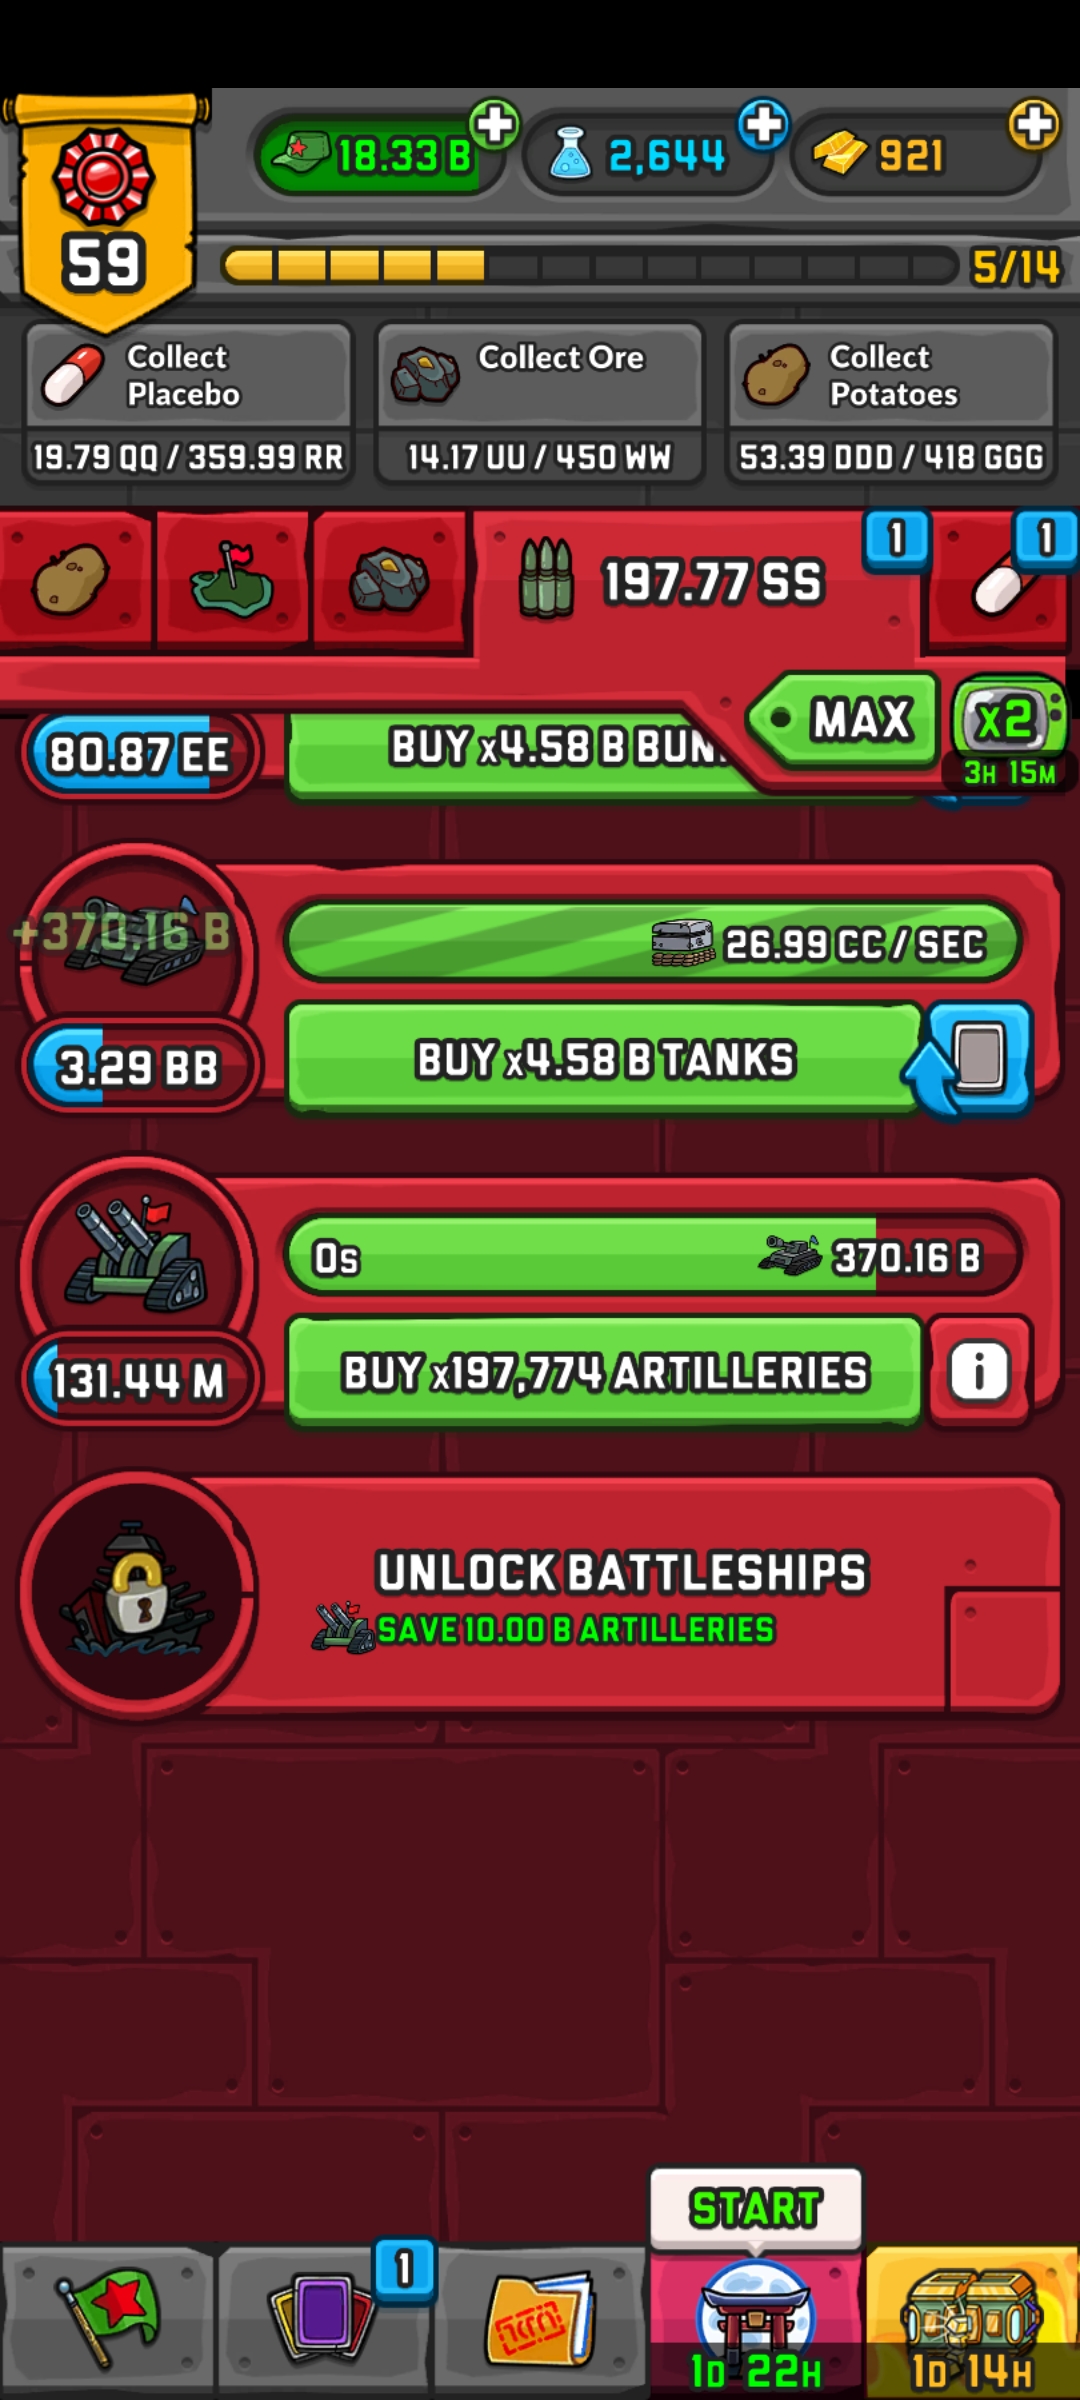 18.33 B
2,644
921
59
5/14
Collect Placebo
19.79 QQ / 359.99 RR
Collect Ore
14.17 UU / 450 WW
Collect Potatoes
53.39 DDD / 418 GGG
197.77 SS
1
1
MAX
x2
3H 15M
80.87 EE
BUY x4.58 B BUN
+370.16 B
26.99 CC / SEC
3.29 BB
BUY x4.58 B TANKS
0s
370.16 B
131.44 M
BUY x197,774 ARTILLERIES
i
UNLOCK BATTLESHIPS
SAVE 10.00 B ARTILLERIES
START
1
1D 22H
1D 14H